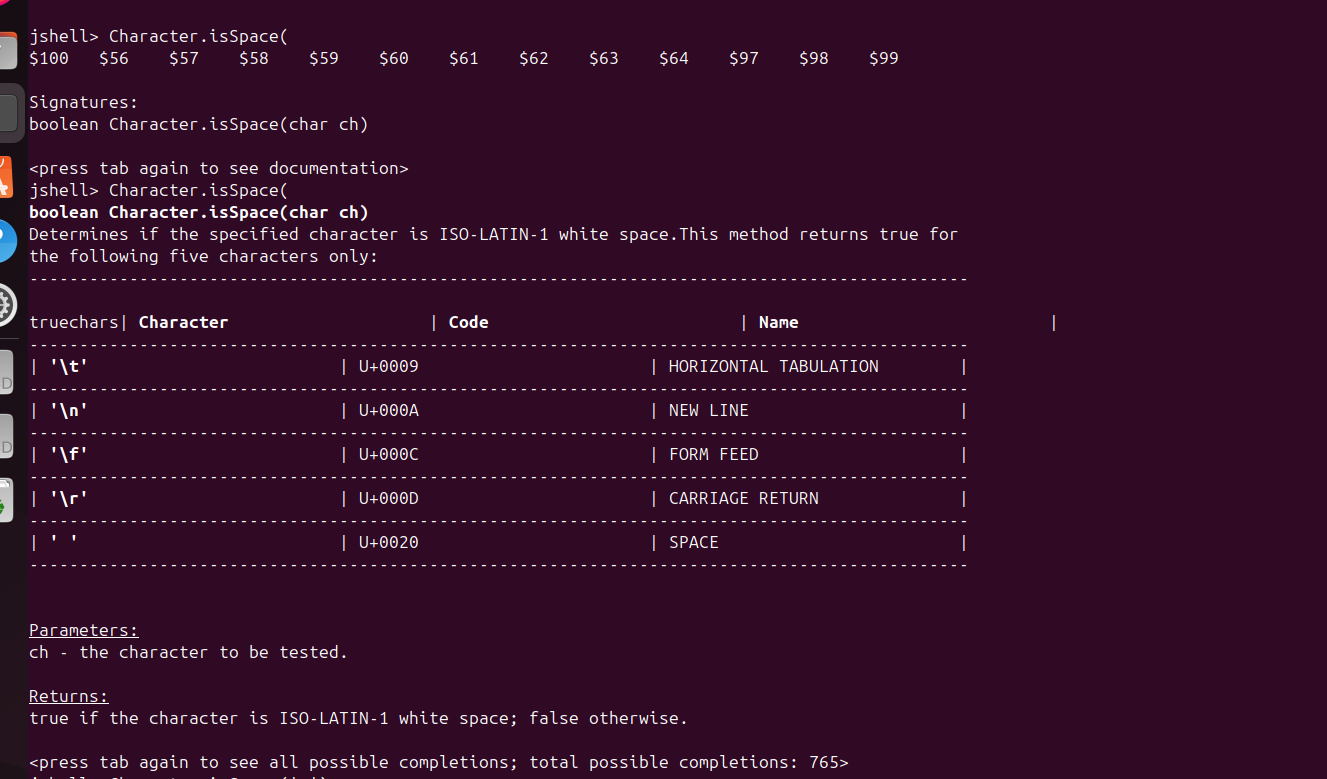 jshell> Character.isSpace(
$100 $56 $57 $58 $59 $60 $61 $62 $63 $64 $97 $98 $99
Signatures:
boolean Character.isSpace(char ch)
<press tab again to see documentation>
jshell> Character.isSpace(
boolean Character.isSpace(char ch)
Determines if the specified character is ISO-LATIN-1 white space.This method returns true for
the following five characters only:
----------------------------------------------------------------------------------------------
truechars| Character | Code | Name |
----------------------------------------------------------------------------------------------
| '\t' | U+0009 | HORIZONTAL TABULATION |
----------------------------------------------------------------------------------------------
| '\n' | U+000A | NEW LINE |
----------------------------------------------------------------------------------------------
| '\f' | U+000C | FORM FEED |
----------------------------------------------------------------------------------------------
| '\r' | U+000D | CARRIAGE RETURN |
----------------------------------------------------------------------------------------------
| ' ' | U+0020 | SPACE |
----------------------------------------------------------------------------------------------
Parameters:
ch - the character to be tested.
Returns:
true if the character is ISO-LATIN-1 white space; false otherwise.
<press tab again to see all possible completions; total possible completions: 765>